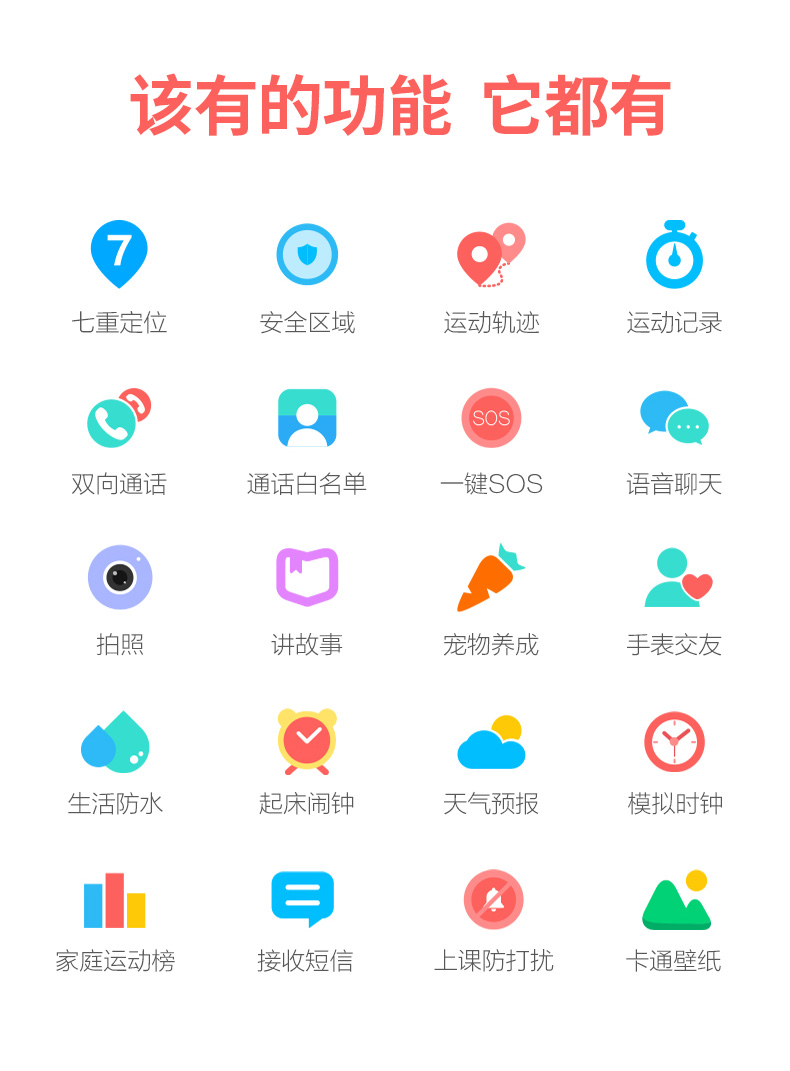 该有的功能 它都有
7
七重定位 安全区域 运动轨迹 运动记录
SOS
双向通话 通话白名单 一键SOS 语音聊天
拍照 讲故事 宠物养成 手表交友
生活防水 起床闹钟 天气预报 模拟时钟
家庭运动榜 接收短信 上课防打扰 卡通壁纸